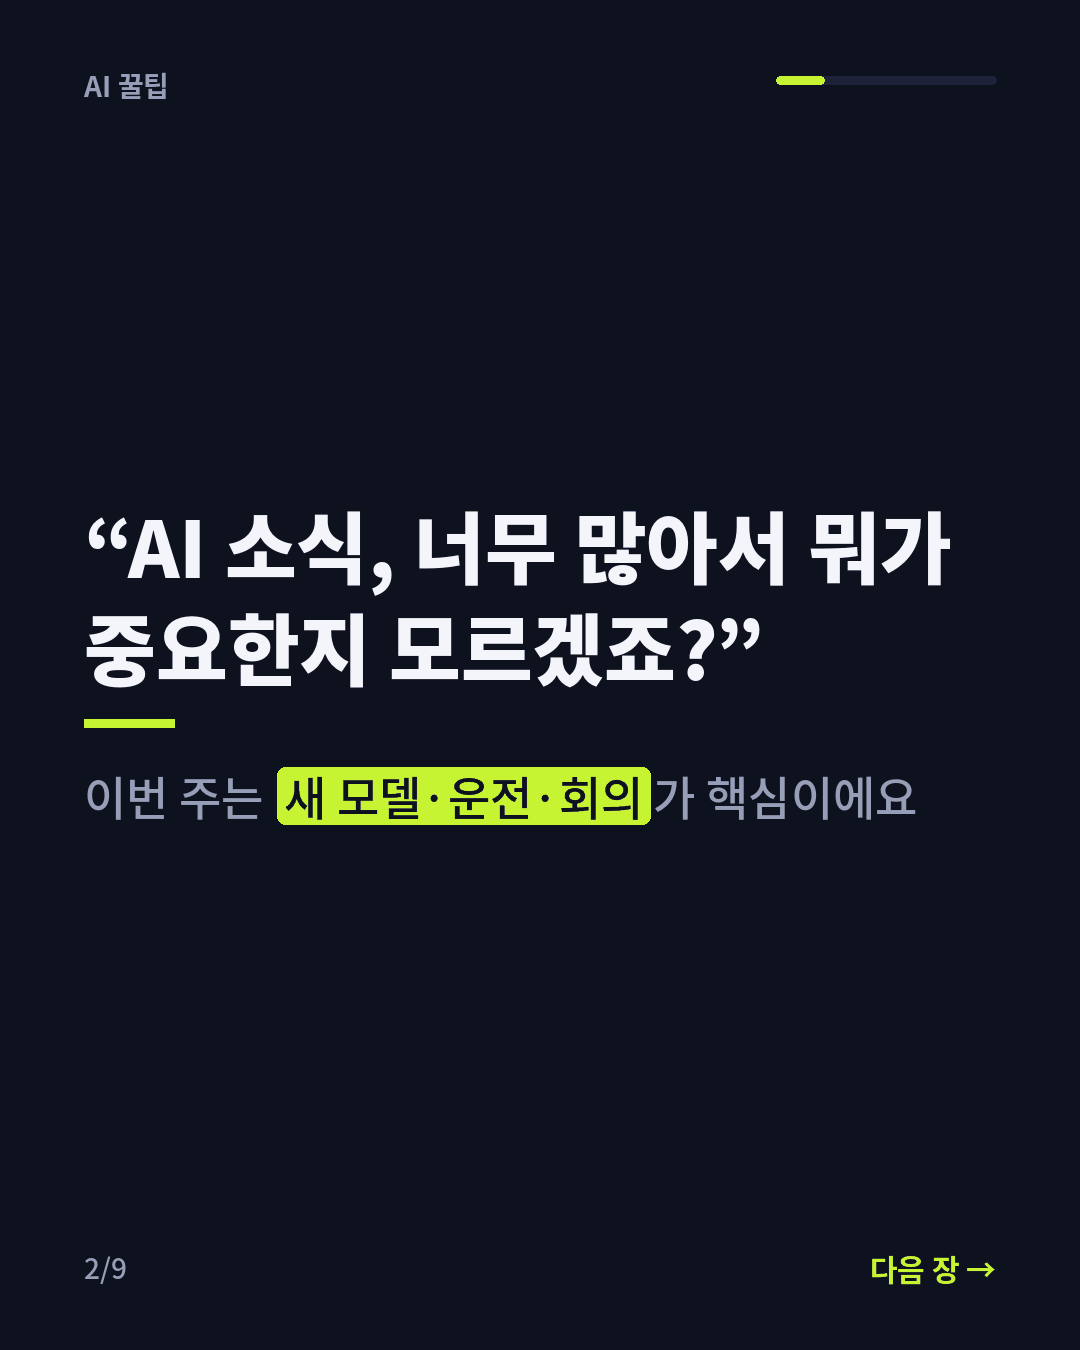 AI 꿀팁
“AI 소식, 너무 많아서 뭐가
중요한지 모르겠죠?”
이번 주는 새 모델·운전·회의가 핵심이에요
2/9
다음 장 →